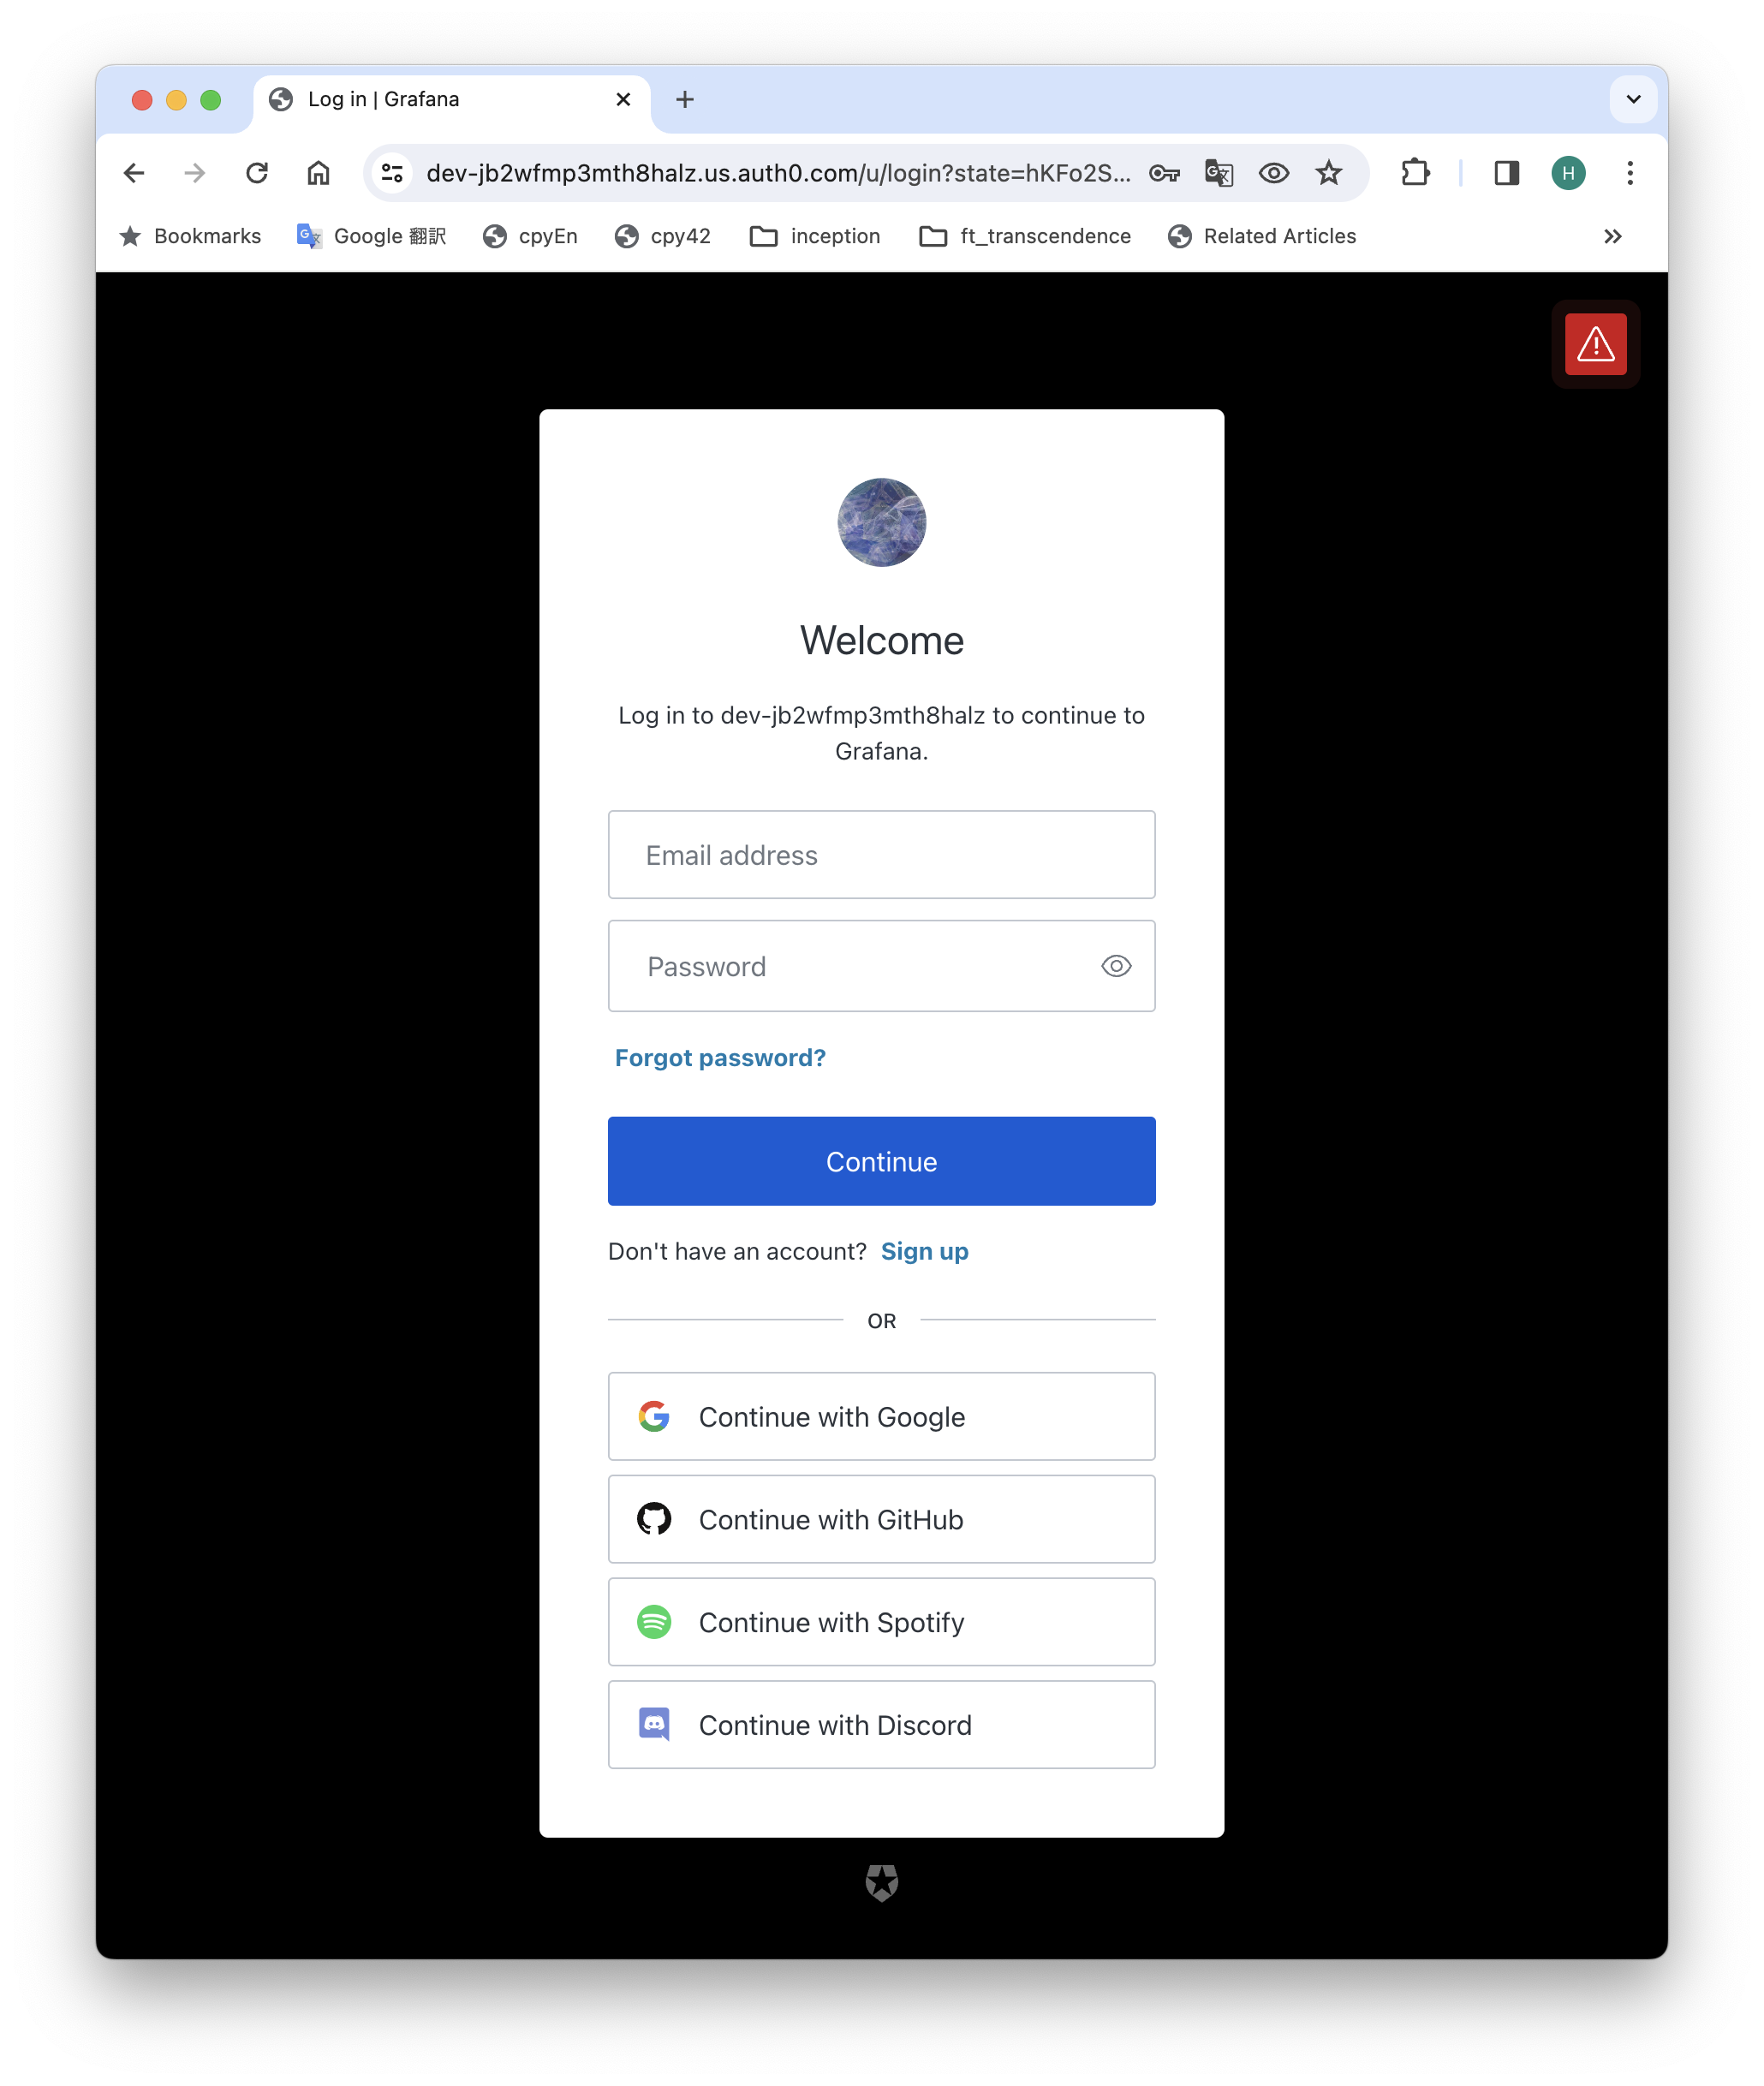 Log in | Grafana
dev-jb2wfmp3mth8halz.us.auth0.com/u/login?state=hKFo2S...
H
Bookmarks
Google 翻訳
cpyEn
cpy42
inception
ft_transcendence
Related Articles
Welcome
Log in to dev-jb2wfmp3mth8halz to continue to
Grafana.
Email address
Password
Forgot password?
Continue
Don't have an account? Sign up
OR
Continue with Google
Continue with GitHub
Continue with Spotify
Continue with Discord